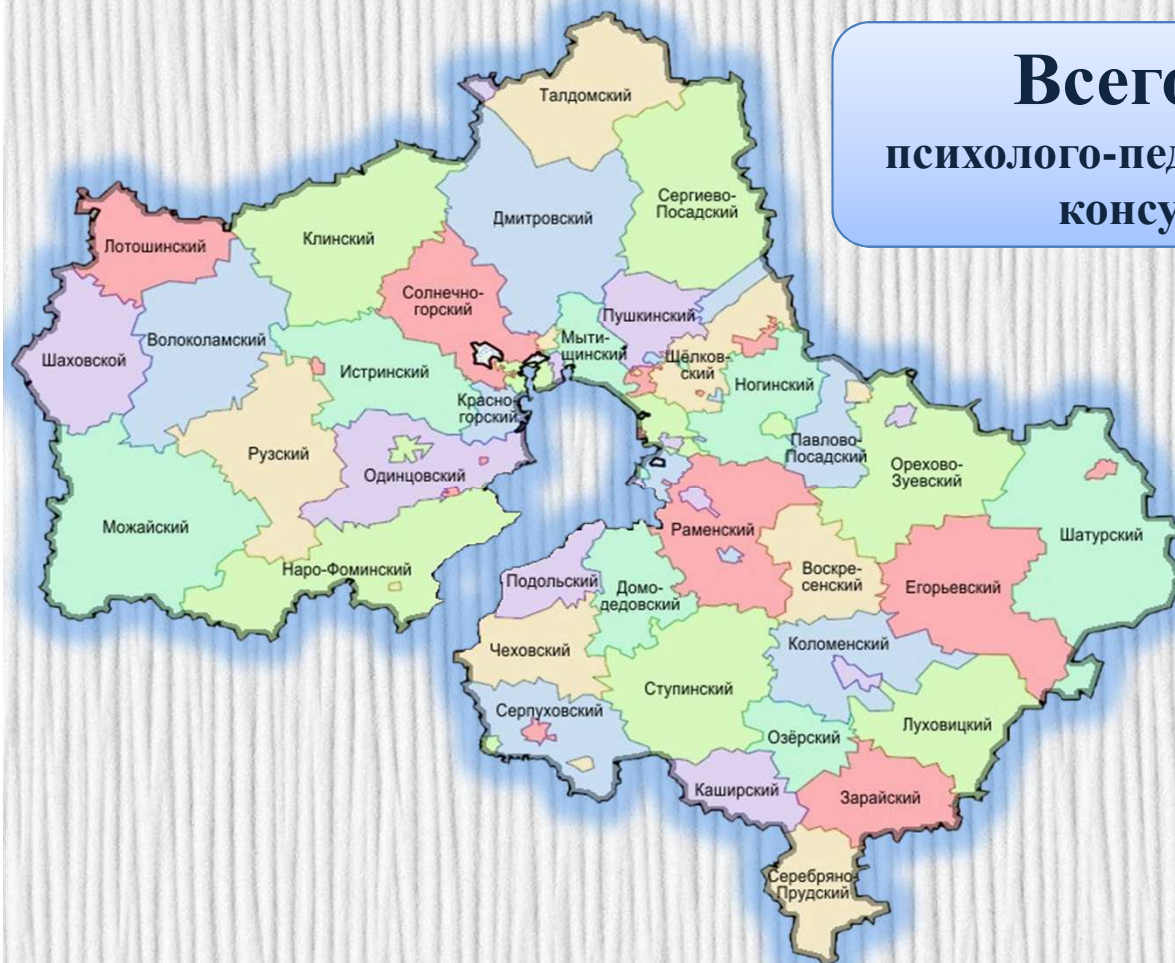 Всего
психолого-пед
консу
Талдомский
Сергиево-
Посадский
Дмитровский
Клинский
Лотошинский
Солнечно-
горский
Пушкинский
Волоколамский
Мыти-
щинский
Шаховской
Щёлков-
ский
Истринский
Ногинский
Красно-
горский
Павлово-
Посадский
Рузский
Одинцовский
Орехово-
Зуевский
Можайский
Раменский
Шатурский
Наро-Фоминский
Подольский
Домо-
дедовский
Воскре-
сенский
Егорьевский
Чеховский
Коломенский
Ступинский
Серпуховский
Луховицкий
Озёрский
Каширский
Зарайский
Серебряно-
Прудский